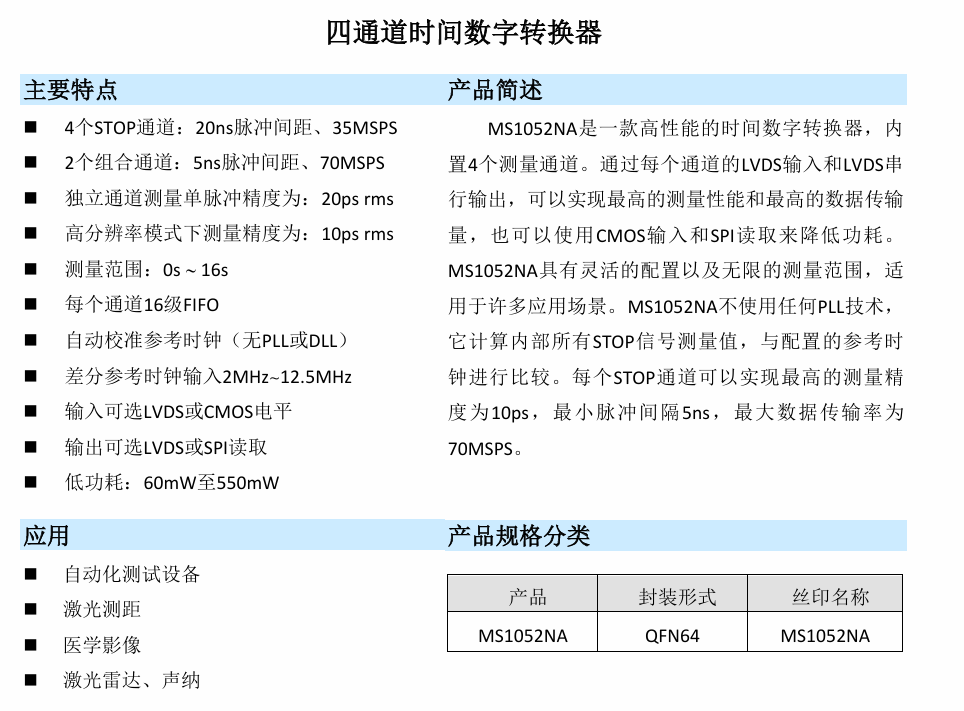 四通道时间数字转换器
主要特点
■ 4个STOP通道：20ns脉冲间距、35MSPS
■ 2个组合通道：5ns脉冲间距、70MSPS
■ 独立通道测量单脉冲精度为：20ps rms
■ 高分辨率模式下测量精度为：10ps rms
■ 测量范围：0s ~ 16s
■ 每个通道16级FIFO
■ 自动校准参考时钟（无PLL或DLL）
■ 差分参考时钟输入2MHz~12.5MHz
■ 输入可选LVDS或CMOS电平
■ 输出可选LVDS或SPI读取
■ 低功耗：60mW至550mW
应用
■ 自动化测试设备
■ 激光测距
■ 医学影像
■ 激光雷达、声纳
产品简述
MS1052NA是一款高性能的时间数字转换器，内
置4个测量通道。通过每个通道的LVDS输入和LVDS串
行输出，可以实现最高的测量性能和最高的数据传输
量，也可以使用CMOS输入和SPI读取来降低功耗。
MS1052NA具有灵活的配置以及无限的测量范围，适
用于许多应用场景。MS1052NA不使用任何PLL技术，
它计算内部所有STOP信号测量值，与配置的参考时
钟进行比较。每个STOP通道可以实现最高的测量精
度为10ps，最小脉冲间隔5ns，最大数据传输率为
70MSPS。
产品规格分类
产品 封装形式 丝印名称
MS1052NA QFN64 MS1052NA